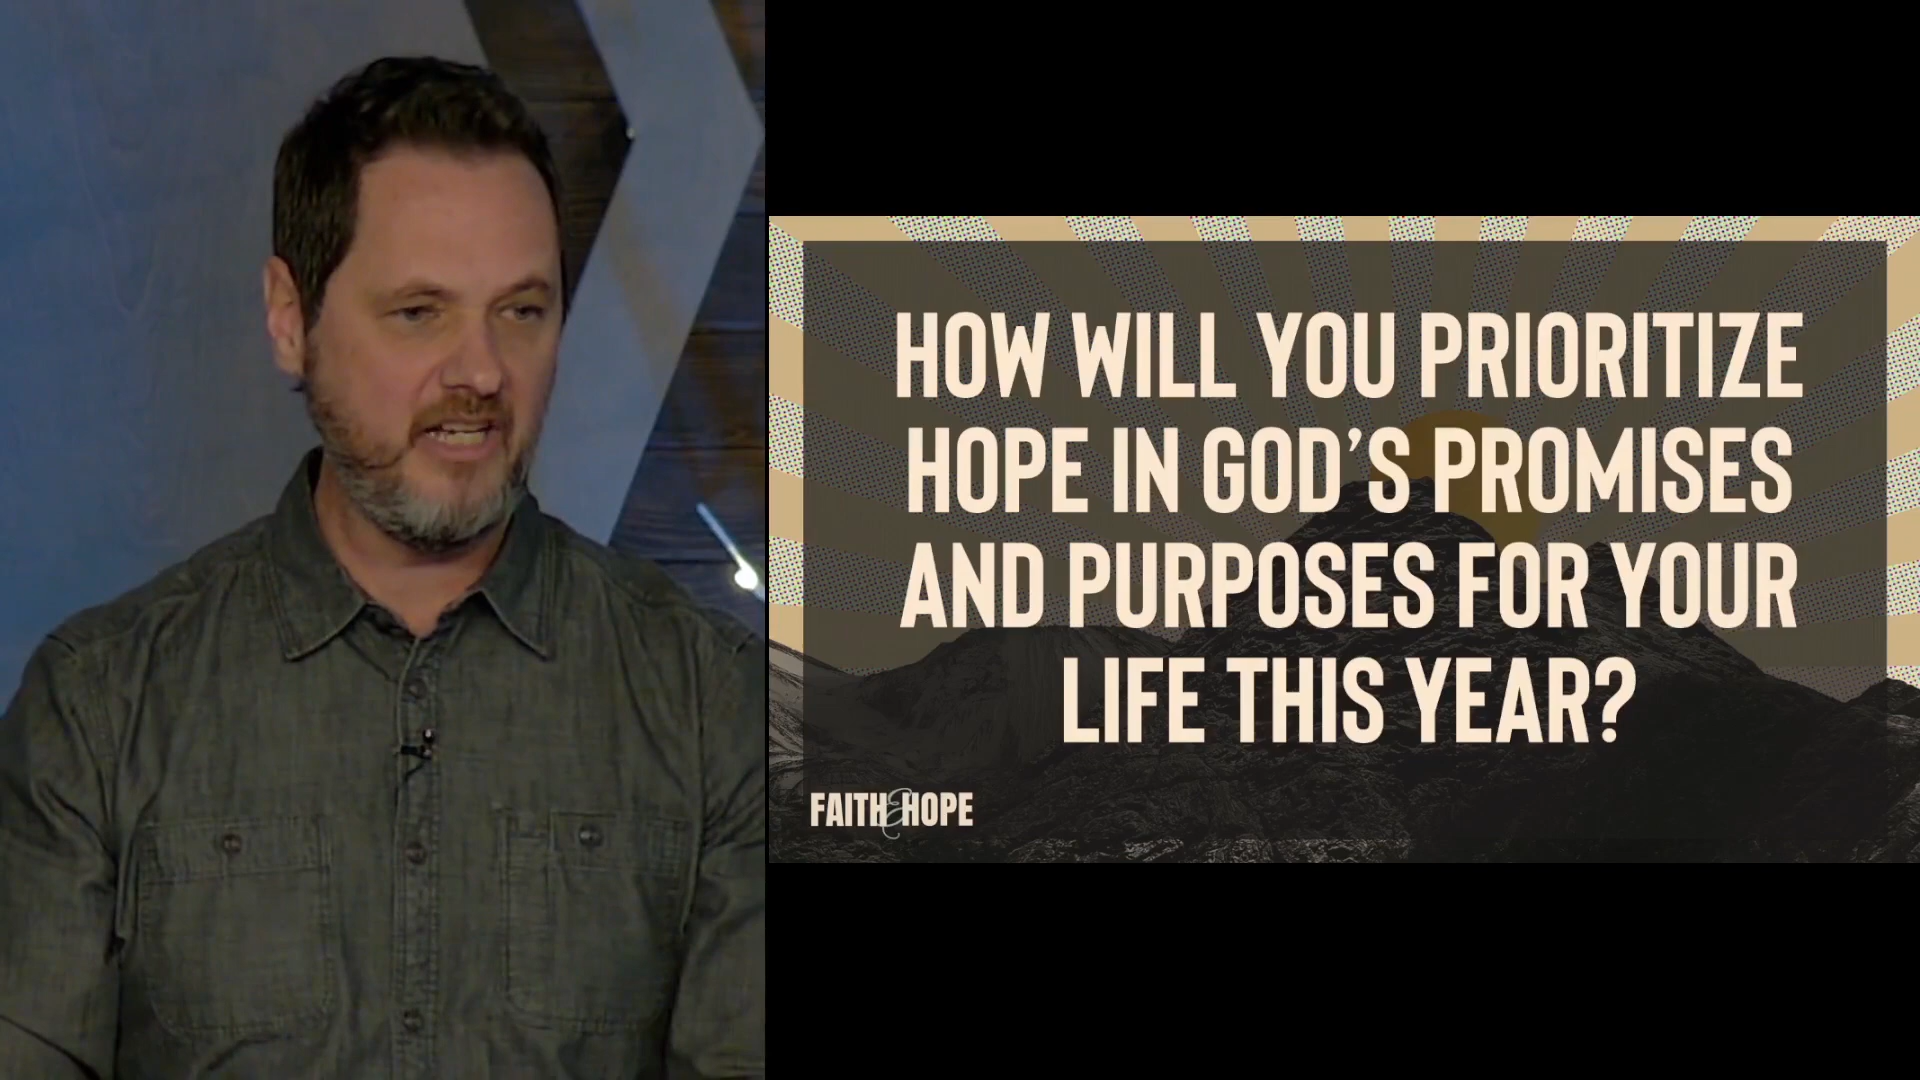 HOW WILL YOU PRIORITIZE
HOPE IN GOD'S PROMISES
AND PURPOSES FOR YOUR
LIFE THIS YEAR?
FAITH & HOPE